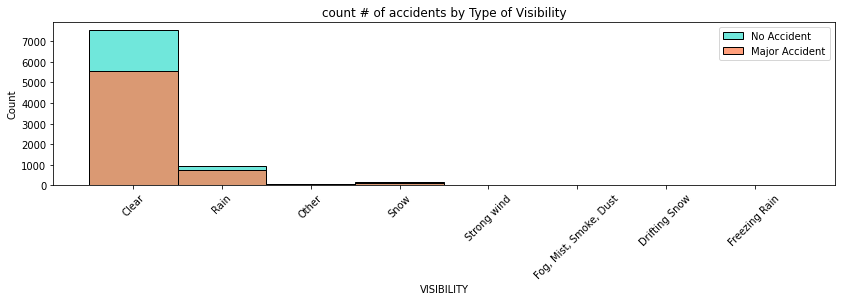 count # of accidents by Type of Visibility
No Accident
Major Accident
Count
7000
6000
5000
4000
3000
2000
1000
0
Clear
Rain
Other
Snow
Strong wind
Fog, Mist, Smoke, Dust
Drifting Snow
Freezing Rain
VISIBILITY